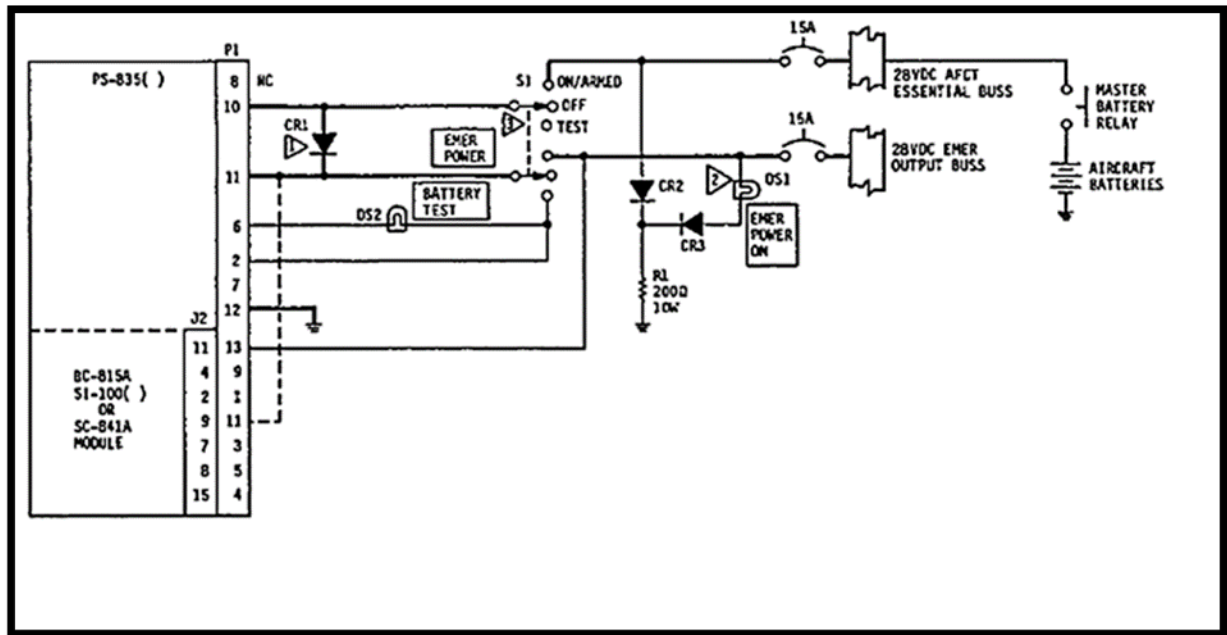 P1
PS-835( )
8 NC
10
11
6
2
7
12
J2
11 13
4 9
2 1
9 11
7 3
8 5
15 4
BC-815A
SI-100( )
OR
SC-841A
MODULE
CR1
1
EMER
POWER
3
BATTERY
TEST
DS2
S1
ON/ARMED
OFF
TEST
15A
28VDC AFCT
ESSENTIAL BUSS
MASTER
BATTERY
RELAY
15A
28VDC EMER
OUTPUT BUSS
AIRCRAFT
BATTERIES
CR2
2
DS1
CR3
EMER
POWER
ON
R1
200Ω
10W